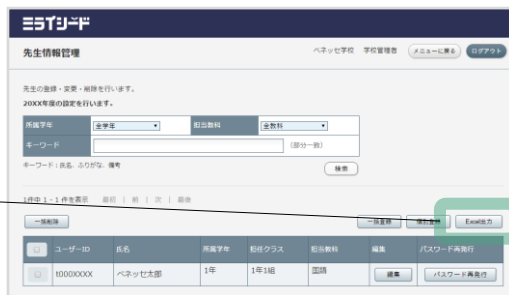 ミライシード
先生情報管理
ベネッセ学校 学校管理者 メニューに戻る ログアウト
先生の登録・変更・削除を行います。
20XX年度の設定を行います。
所属学年 全学年 担当教科 全教科
キーワード (部分一致)
キーワード：氏名、ふりがな、備考
検索
1件中 1 - 1 件を表示 最初 | 前 | 次 | 最後
一括削除 一括登録 個別登録 Excel出力
ユーザーID 氏名 所属学年 担任クラス 担当教科 編集 パスワード再発行
t000XXXX ベネッセ太郎 1年 1年1組 国語 編集 パスワード再発行